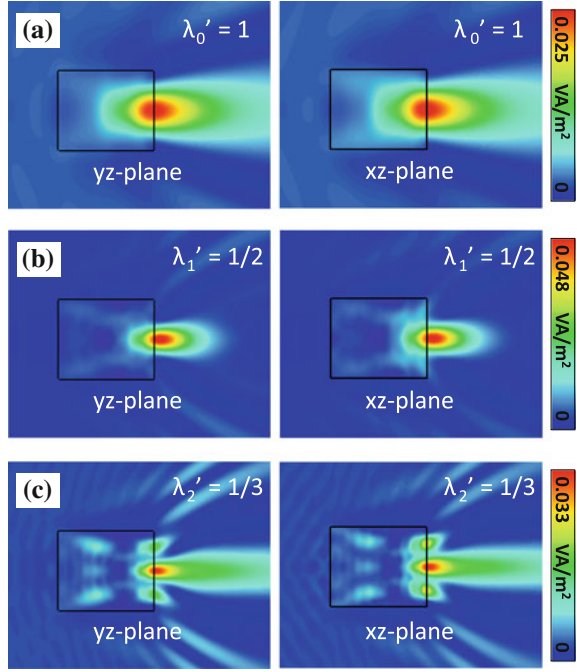 (a)
λ₀' = 1
λ₀' = 1
yz-plane
xz-plane
0.025
VA/m²
0
(b)
λ₁' = 1/2
λ₁' = 1/2
yz-plane
xz-plane
0.048
VA/m²
0
(c)
λ₂' = 1/3
λ₂' = 1/3
yz-plane
xz-plane
0.033
VA/m²
0